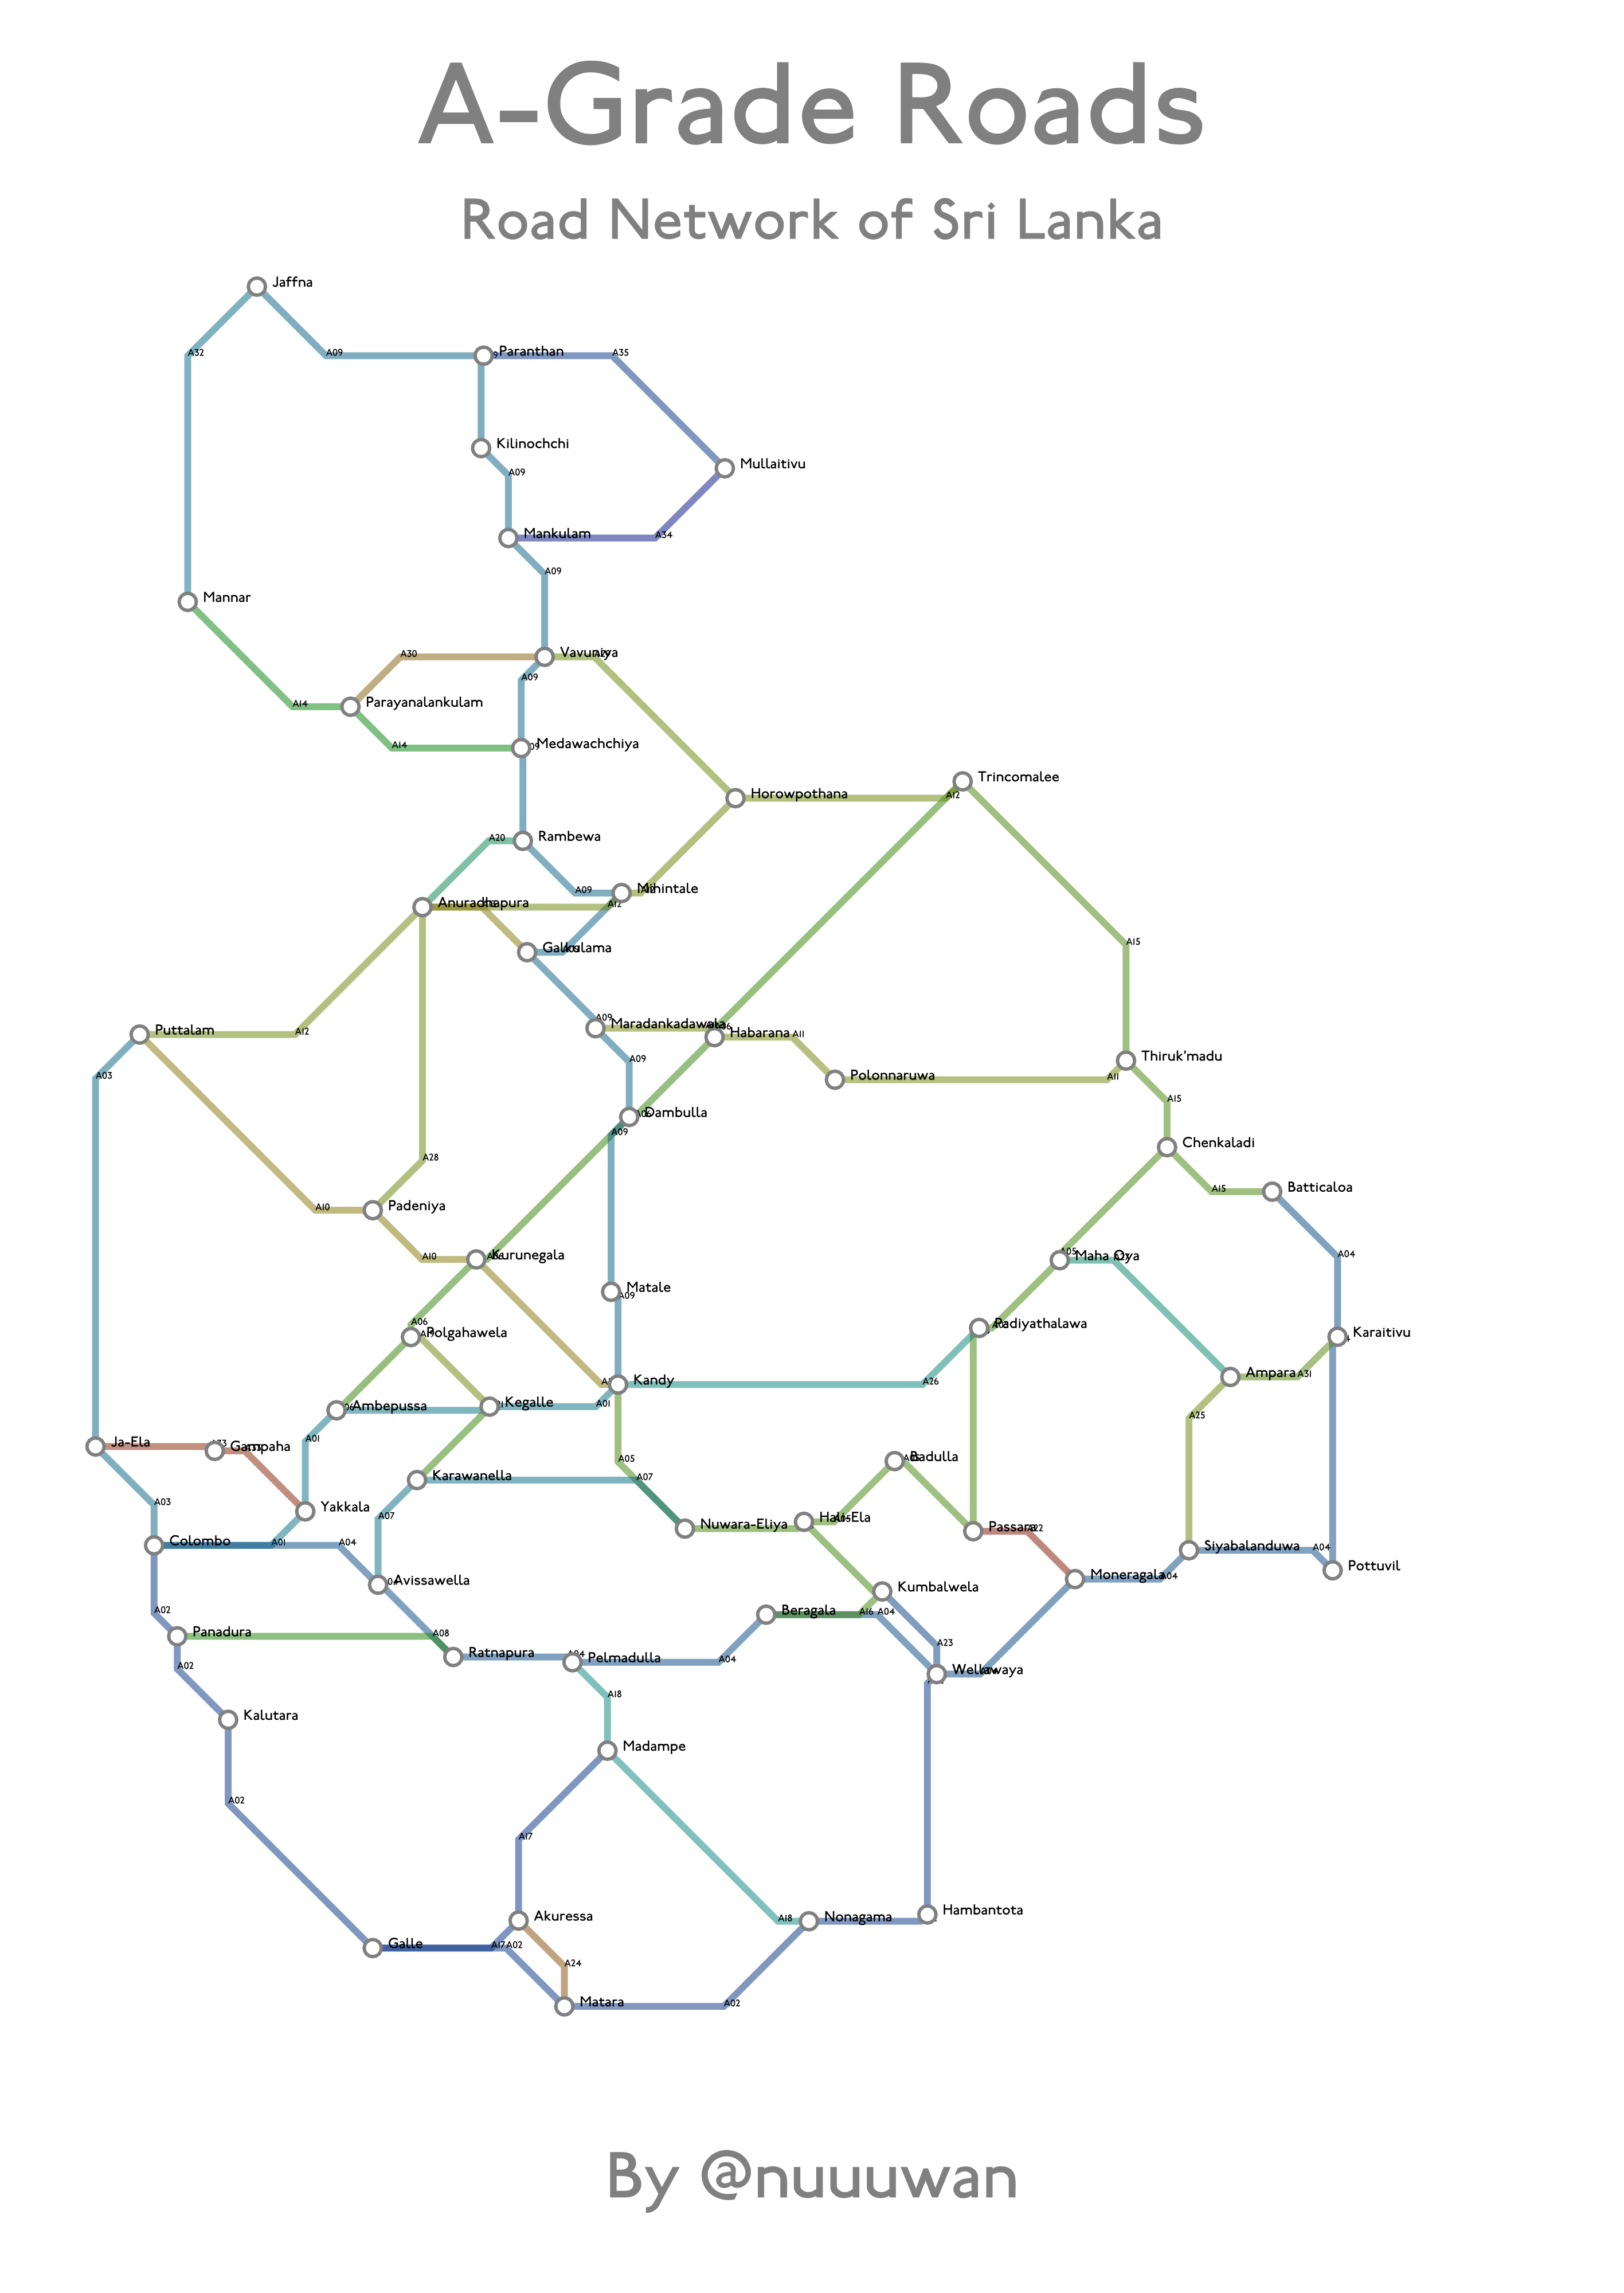 A-Grade Roads
Road Network of Sri Lanka
Jaffna
A32
A09
Paranthan
A35
Kilinochchi
Mullaitivu
A09
Mankulam
A34
A09
Mannar
A30
Vavuniya
A09
A14
Parayanalankulam
A14
Medawachchiya
Trincomalee
Horowpothana
A12
A20
Rambewa
A09
Mihintale
Anuradhapura
A12
A15
Galkulama
A09
Maradankadawala
Puttalam
A12
Habarana
A11
A09
Thiruk'madu
A03
Polonnaruwa
A11
A15
Dambulla
A09
Chenkaladi
A28
Batticaloa
A15
A10
Padeniya
A10
Kurunegala
A05
Maha Oya
A04
Matale
A09
A06
Polgahawela
Padiyathalawa
Karaitivu
Kandy
A26
Ampara
A31
Ambepussa
Kegalle
A01
A25
Ja-Ela
Gampaha
A01
Badulla
A05
Karawanella
A07
A03
Yakkala
A07
Nuwara-Eliya
Hali-Ela
Passara
A22
Colombo
A01
A04
Siyabalanduwa
A04
Pottuvil
Avissawella
Moneragala
A04
Kumbalwela
A02
Beragala
A16
A04
Panadura
A08
A23
Ratnapura
Pelmadulla
A04
A02
Wellawaya
A18
Kalutara
Madampe
A02
A17
Akuressa
A18
Nonagama
Hambantota
Galle
A17
A02
A24
Matara
A02
By @nuuuwan